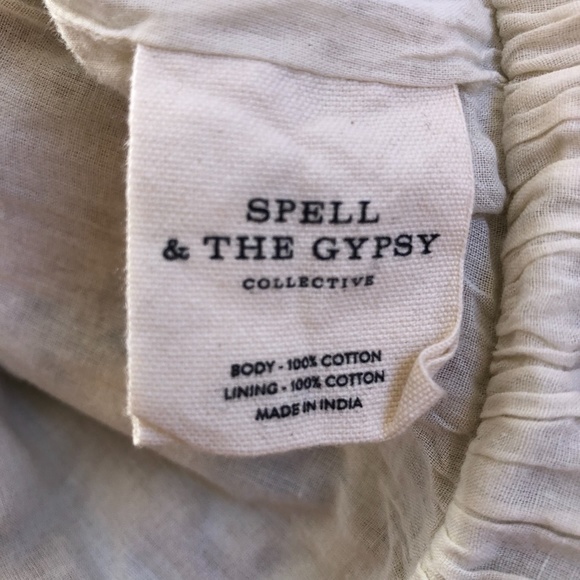 SPELL
& THE GYPSY
COLLECTIVE
BODY - 100% COTTON
LINING - 100% COTTON
MADE IN INDIA